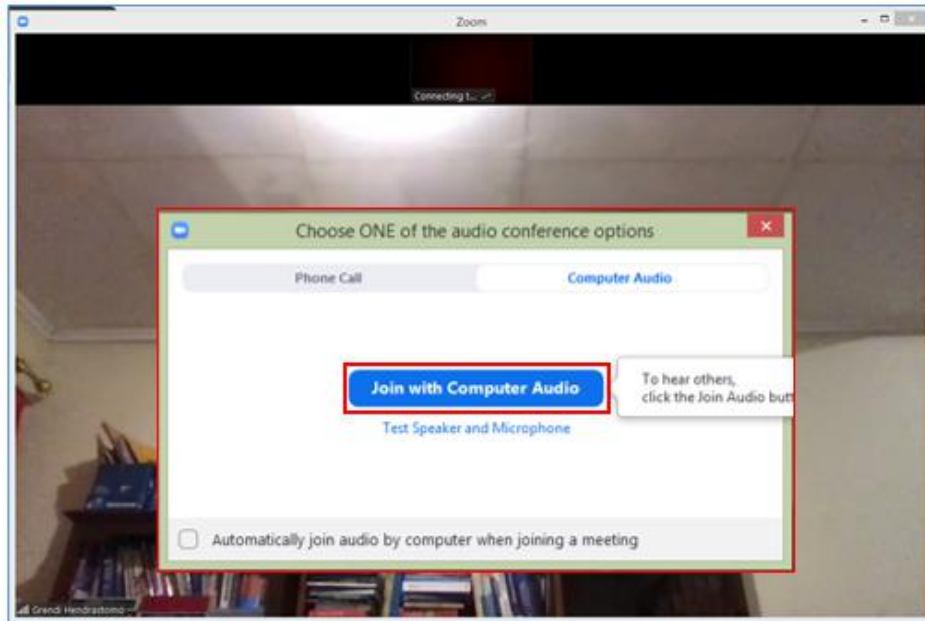 Zoom
Connecting t...
Choose ONE of the audio conference options
Phone Call
Computer Audio
Join with Computer Audio
To hear others,
click the Join Audio butt
Test Speaker and Microphone
Automatically join audio by computer when joining a meeting
Grendi Hendrastomo